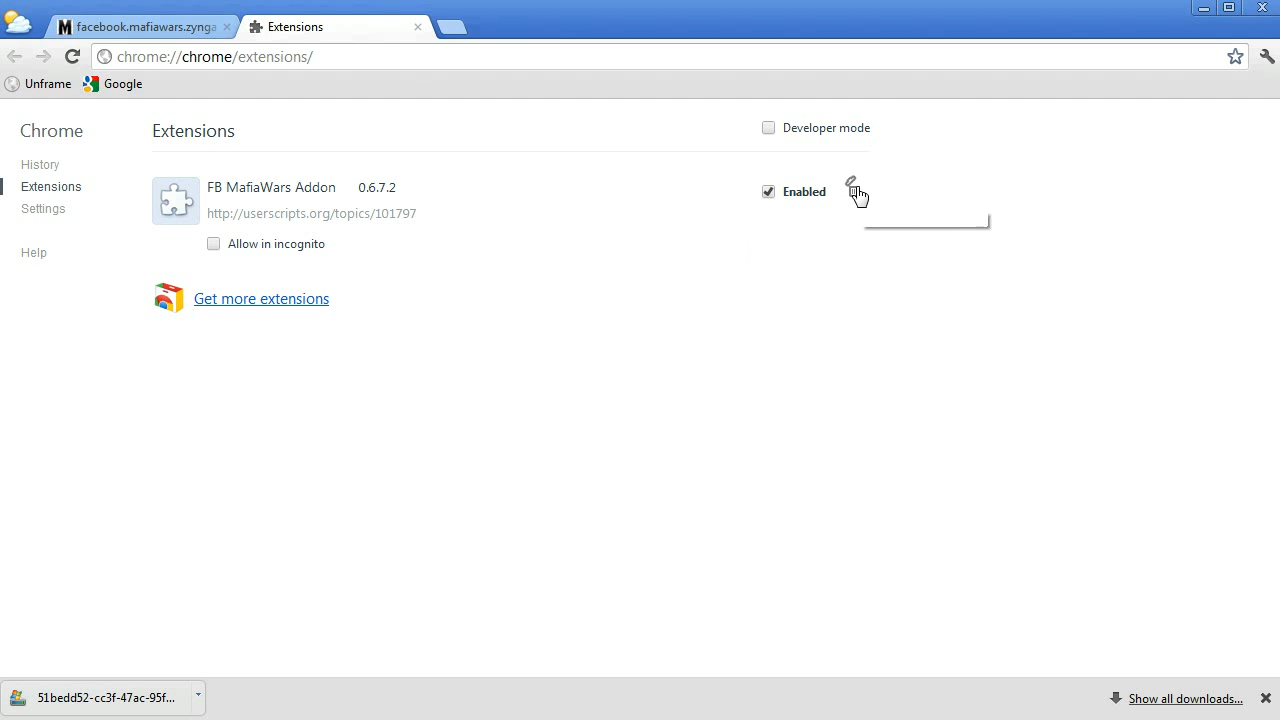 facebook.mafiawars.zynga
Extensions
chrome://chrome/extensions/
Unframe
Google
Chrome
Extensions
Developer mode
History
Extensions
Settings
Help
FB MafiaWars Addon 0.6.7.2
Enabled
http://userscripts.org/topics/101797
Allow in incognito
Get more extensions
51bedd52-cc3f-47ac-95f...
Show all downloads...